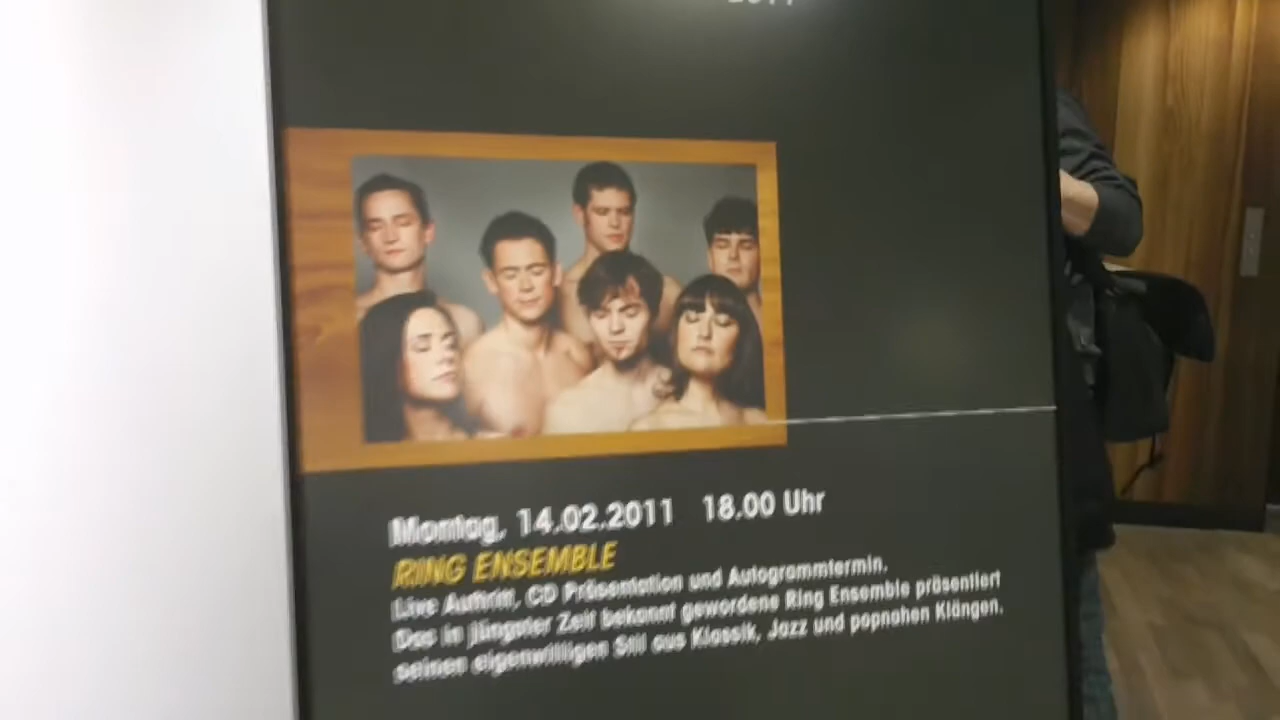 2011
Montag, 14.02.2011 18.00 Uhr
RING ENSEMBLE
Live Auftritt, CD Präsentation und Autogrammtermin.
Das in jüngster Zeit bekannt gewordene Ring Ensemble präsentiert
seinen eigenwilligen Stil aus Klassik, Jazz und popnahen Klängen.